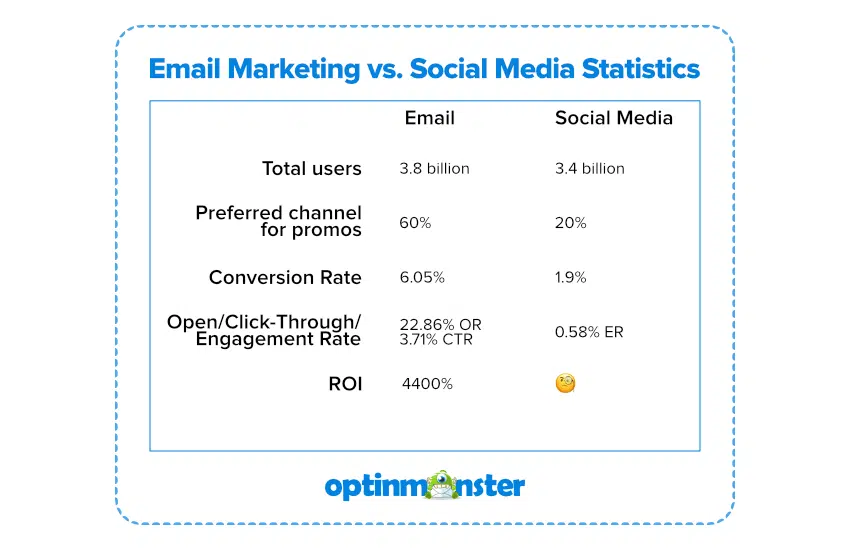 Email Marketing vs. Social Media Statistics
Email Social Media
Total users 3.8 billion 3.4 billion
Preferred channel
for promos 60% 20%
Conversion Rate 6.05% 1.9%
Open/Click-Through/
Engagement Rate 22.86% OR
3.71% CTR 0.58% ER
ROI 4400% 🧐
optinmonster